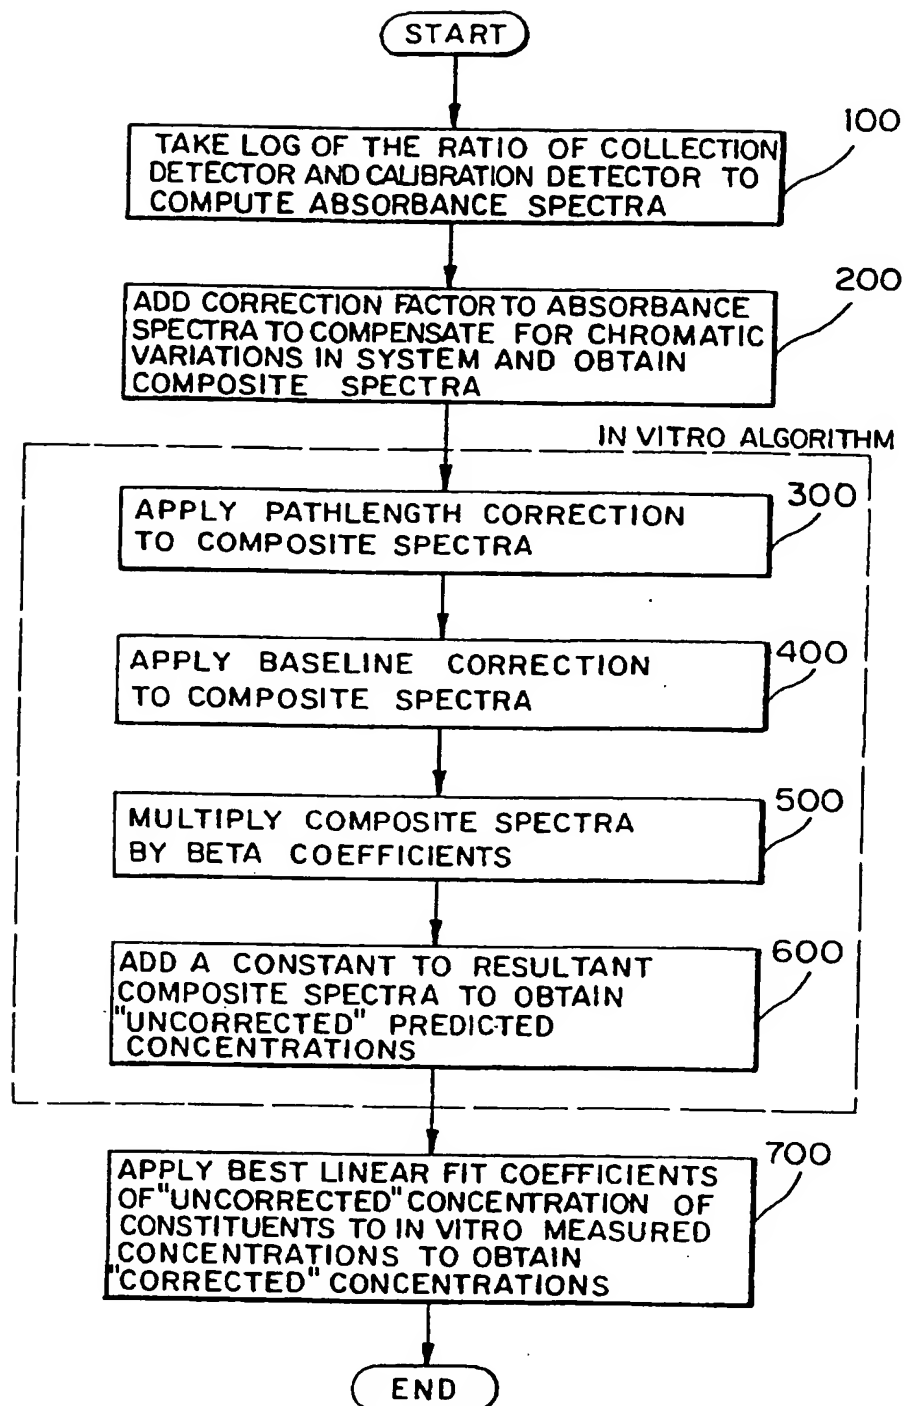 START
100
TAKE LOG OF THE RATIO OF COLLECTION
DETECTOR AND CALIBRATION DETECTOR TO
COMPUTE ABSORBANCE SPECTRA
200
ADD CORRECTION FACTOR TO ABSORBANCE
SPECTRA TO COMPENSATE FOR CHROMATIC
VARIATIONS IN SYSTEM AND OBTAIN
COMPOSITE SPECTRA
IN VITRO ALGORITHM
300
APPLY PATHLENGTH CORRECTION
TO COMPOSITE SPECTRA
400
APPLY BASELINE CORRECTION
TO COMPOSITE SPECTRA
500
MULTIPLY COMPOSITE SPECTRA
BY BETA COEFFICIENTS
600
ADD A CONSTANT TO RESULTANT
COMPOSITE SPECTRA TO OBTAIN
"UNCORRECTED" PREDICTED
CONCENTRATIONS
700
APPLY BEST LINEAR FIT COEFFICIENTS
OF "UNCORRECTED" CONCENTRATION OF
CONSTITUENTS TO IN VITRO MEASURED
CONCENTRATIONS TO OBTAIN
"CORRECTED" CONCENTRATIONS
END